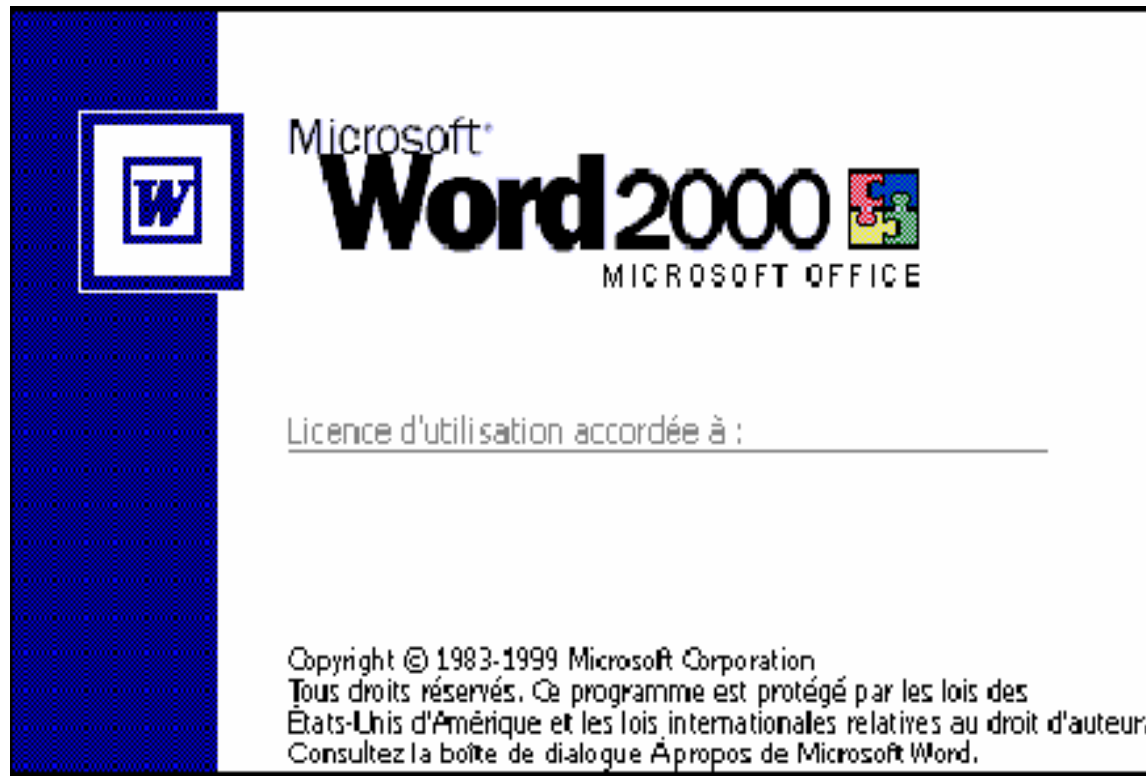 Microsoft®
Word 2000
MICROSOFT OFFICE
W
Licence d'utilisation accordée à :
Copyright © 1983-1999 Microsoft Corporation
Tous droits réservés. Ce programme est protégé par les lois des
États-Unis d'Amérique et les lois internationales relatives au droit d'auteur.
Consultez la boîte de dialogue À propos de Microsoft Word.